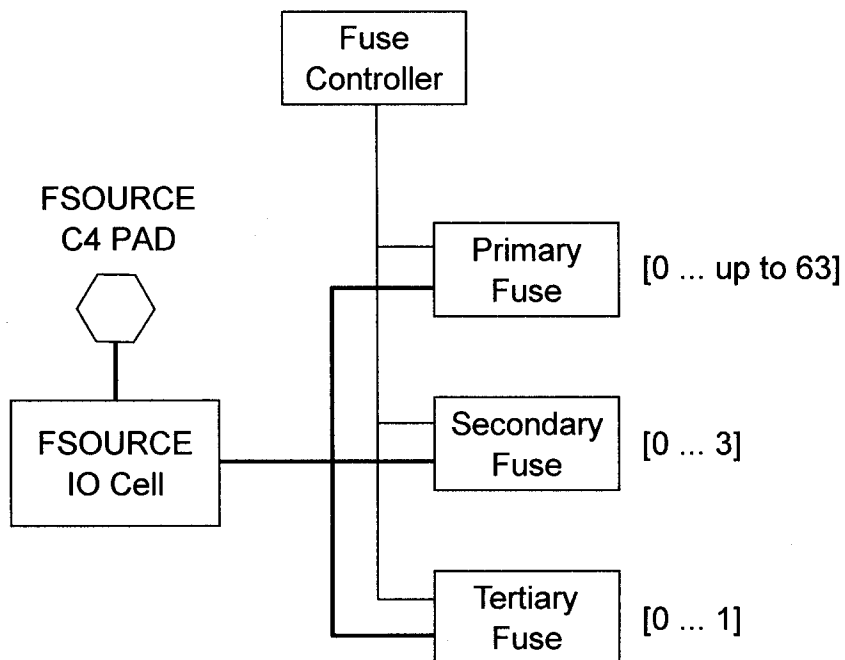 Fuse
Controller
FSOURCE
C4 PAD
Primary
Fuse
[0 ... up to 63]
FSOURCE
IO Cell
Secondary
Fuse
[0 ... 3]
Tertiary
Fuse
[0 ... 1]